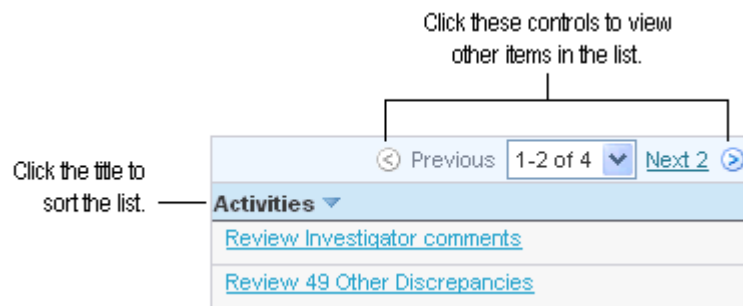 Click these controls to view
other items in the list.
Previous 1-2 of 4 Next 2
Click the title to
sort the list.
Activities
Review Investigator comments
Review 49 Other Discrepancies